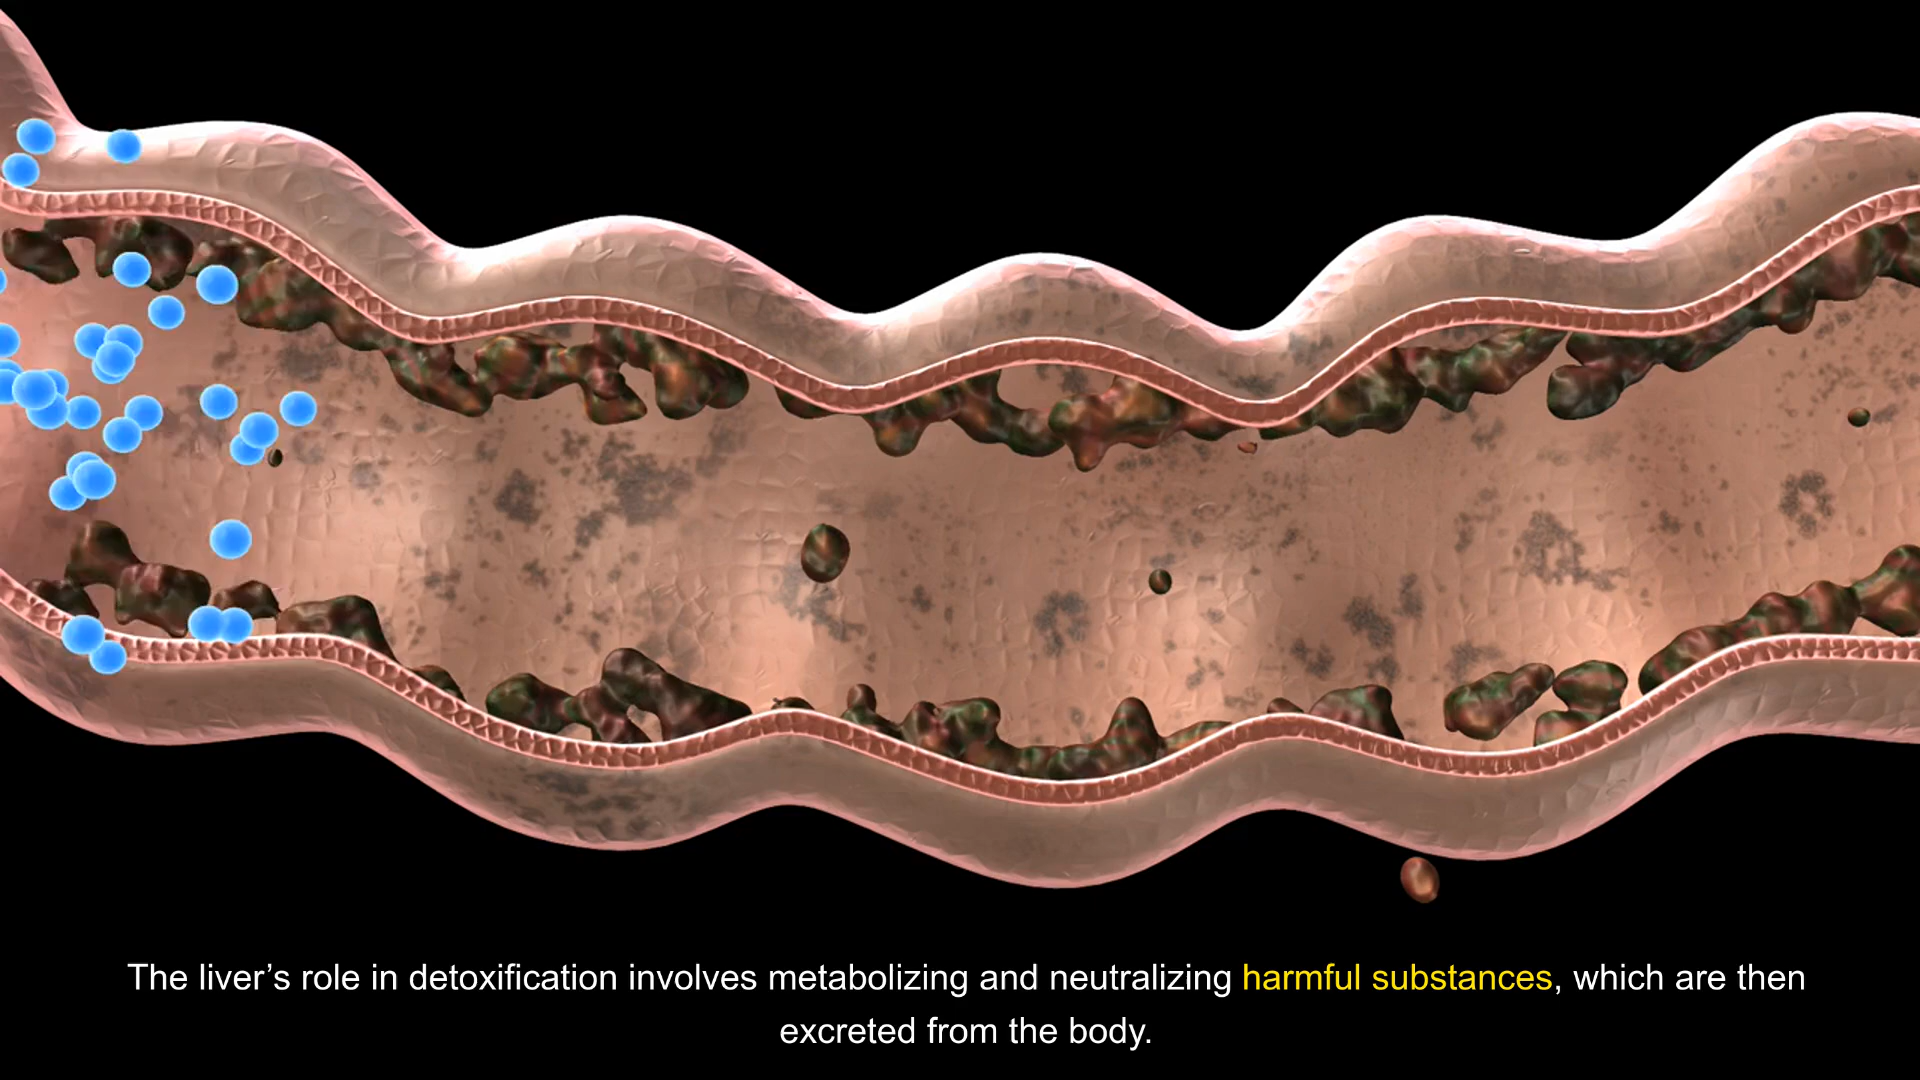 The liver’s role in detoxification involves metabolizing and neutralizing harmful substances, which are then
excreted from the body.